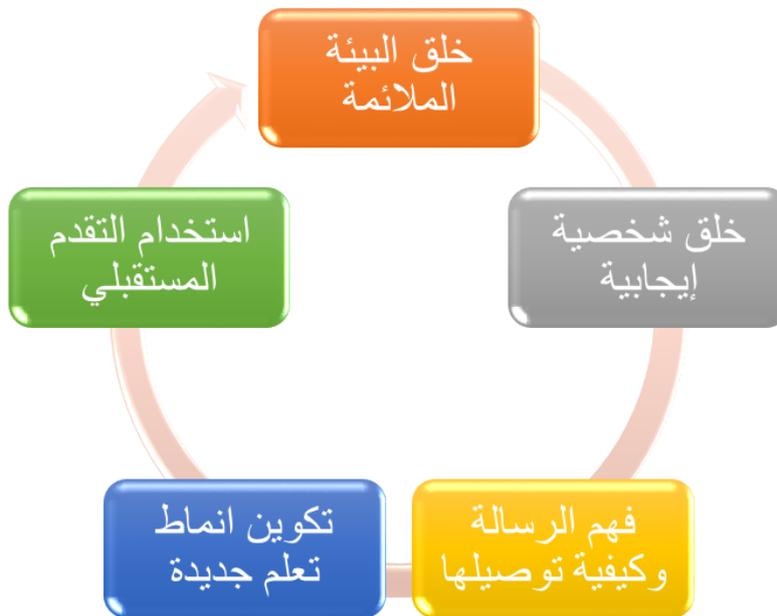 خلق البيئة
الملائمة
خلق شخصية
إيجابية
فهم الرسالة
وكيفية توصيلها
تكوين انماط
تعلم جديدة
استخدام التقدم
المستقبلي